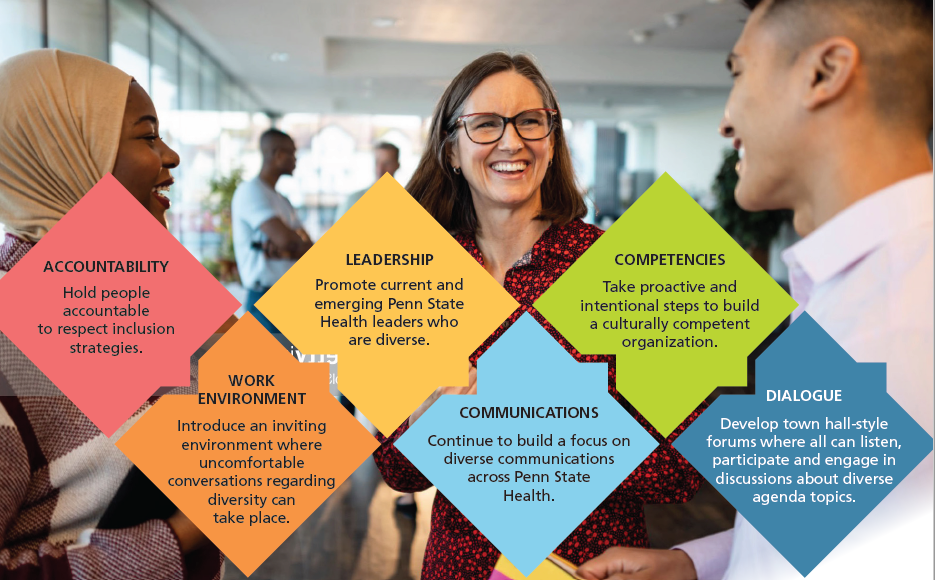 ACCOUNTABILITY
Hold people
accountable
to respect inclusion
strategies.
LEADERSHIP
Promote current and
emerging Penn State
Health leaders who
are diverse.
COMPETENCIES
Take proactive and
intentional steps to build
a culturally competent
organization.
WORK
ENVIRONMENT
Introduce an inviting
environment where
uncomfortable
conversations regarding
diversity can
take place.
COMMUNICATIONS
Continue to build a focus on
diverse communications
across Penn State
Health.
DIALOGUE
Develop town hall-style
forums where all can listen,
participate and engage in
discussions about diverse
agenda topics.